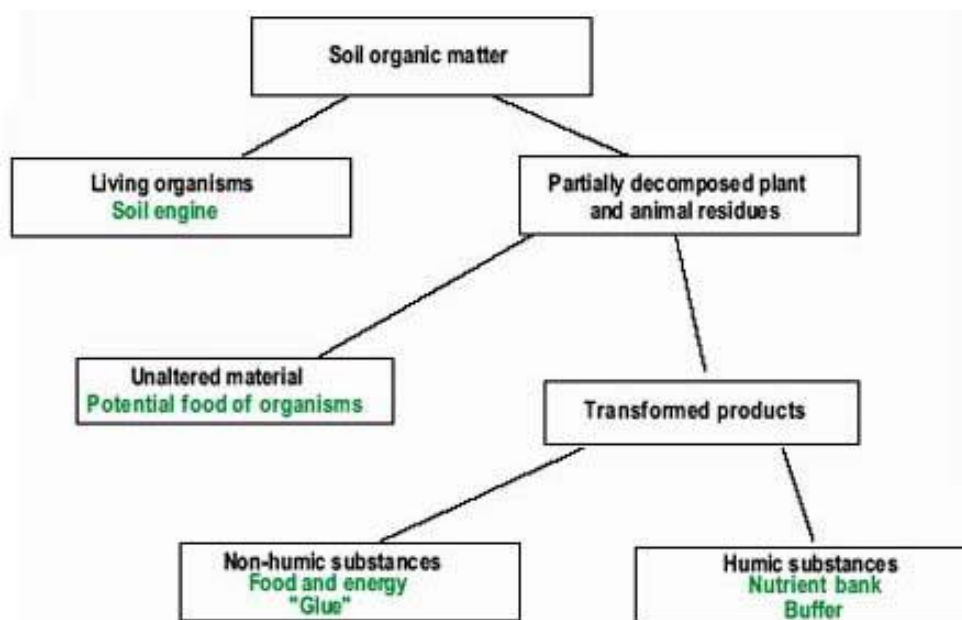 Soil organic matter
Living organisms
Soil engine
Partially decomposed plant
and animal residues
Unaltered material
Potential food of organisms
Transformed products
Non-humic substances
Food and energy
"Glue"
Humic substances
Nutrient bank
Buffer